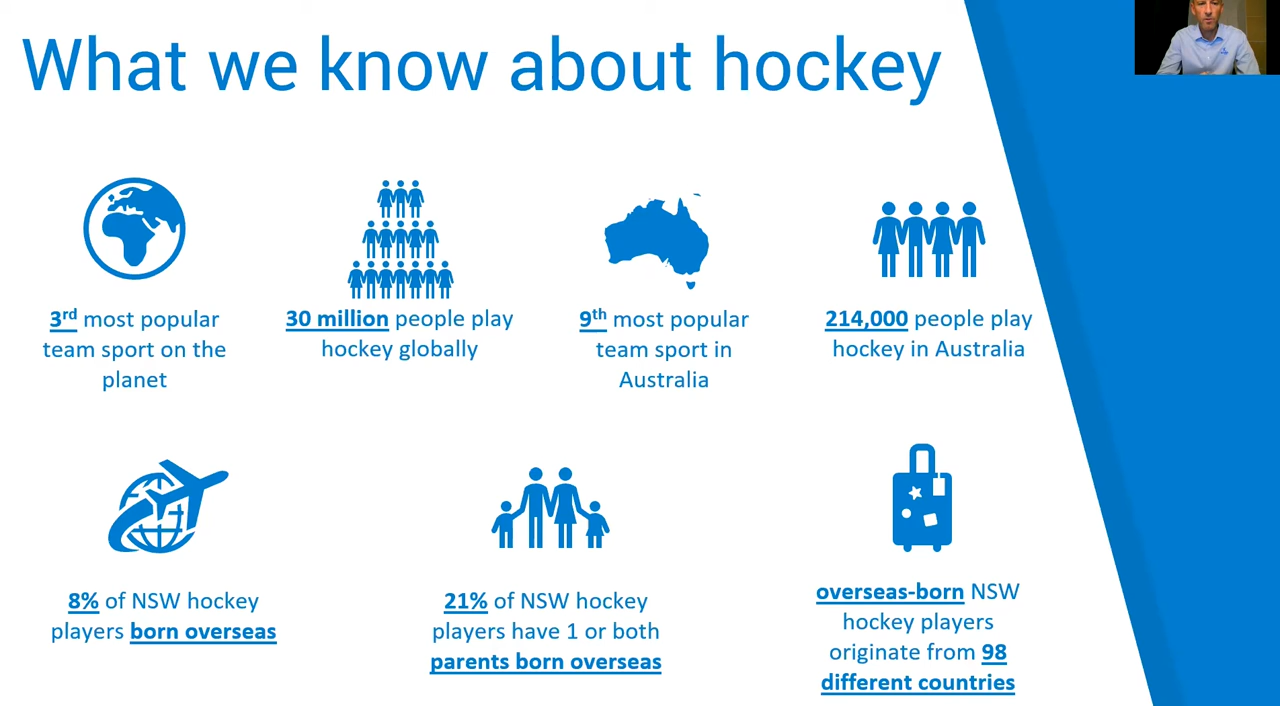 What we know about hockey
3rd most popular
team sport on the
planet
30 million people play
hockey globally
9th most popular
team sport in
Australia
214,000 people play
hockey in Australia
8% of NSW hockey
players born overseas
21% of NSW hockey
players have 1 or both
parents born overseas
overseas-born NSW
hockey players
originate from 98
different countries